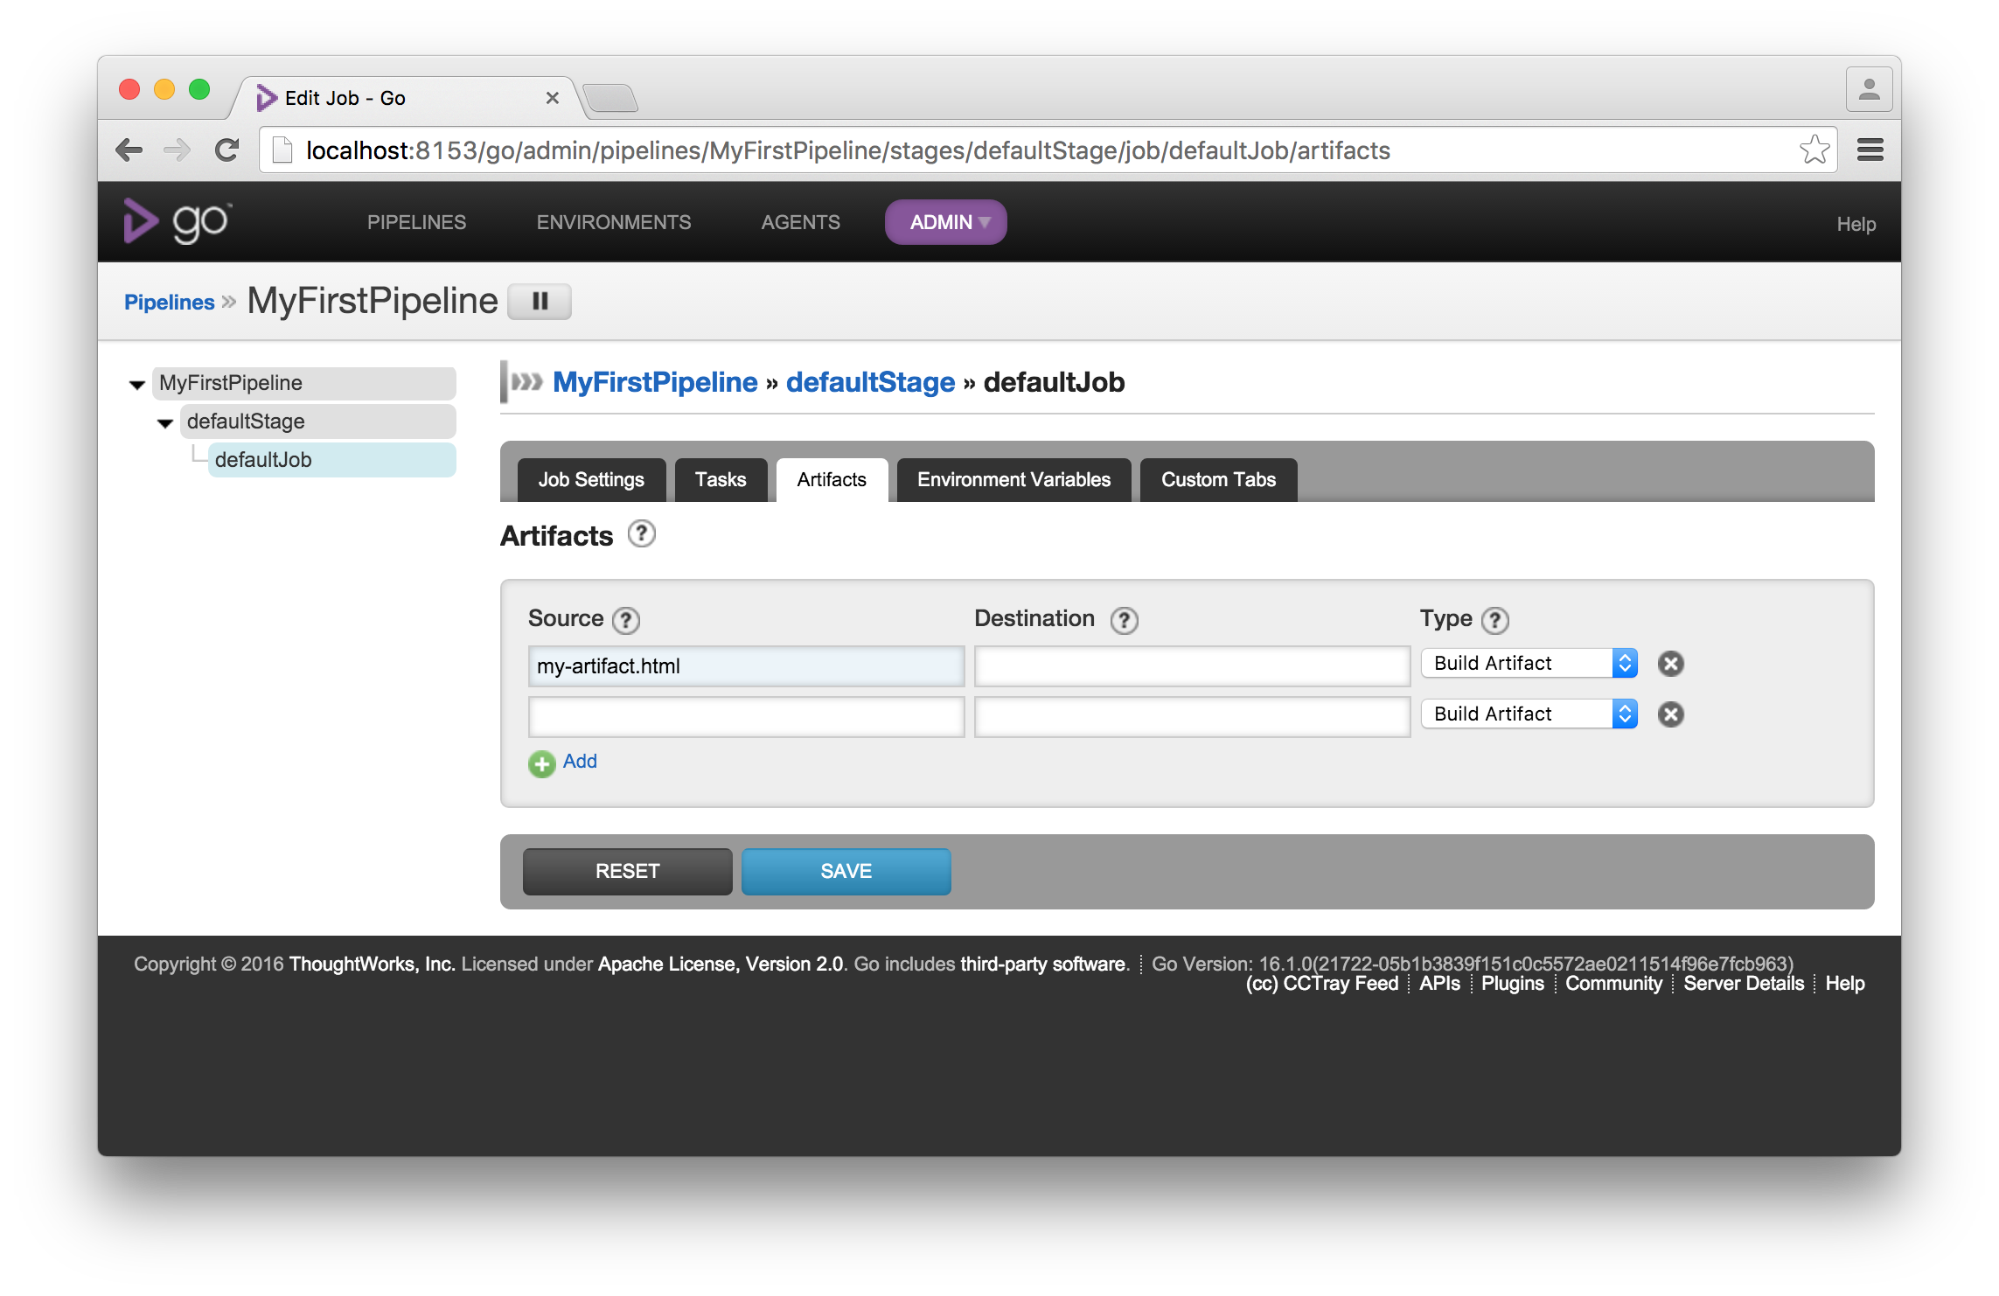 Edit Job - Go
localhost:8153/go/admin/pipelines/MyFirstPipeline/stages/defaultStage/job/defaultJob/artifacts
go™ PIPELINES ENVIRONMENTS AGENTS ADMIN Help
Pipelines » MyFirstPipeline
MyFirstPipeline
defaultStage
defaultJob
MyFirstPipeline » defaultStage » defaultJob
Job Settings Tasks Artifacts Environment Variables Custom Tabs
Artifacts ?
Source ? Destination ? Type ?
my-artifact.html Build Artifact
Build Artifact
Add
RESET SAVE
Copyright © 2016 ThoughtWorks, Inc. Licensed under Apache License, Version 2.0. Go includes third-party software. Go Version: 16.1.0(21722-05b1b3839f151c0c5572ae0211514f96e7fcb963)
(cc) CCTray Feed APIs Plugins Community Server Details Help